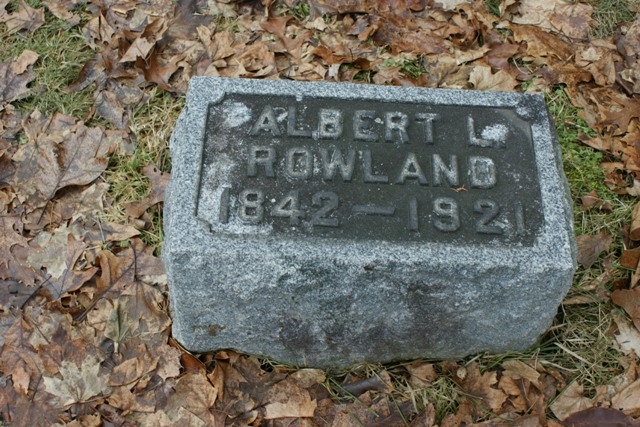 ALBERT L.
ROWLAND
1842-1921